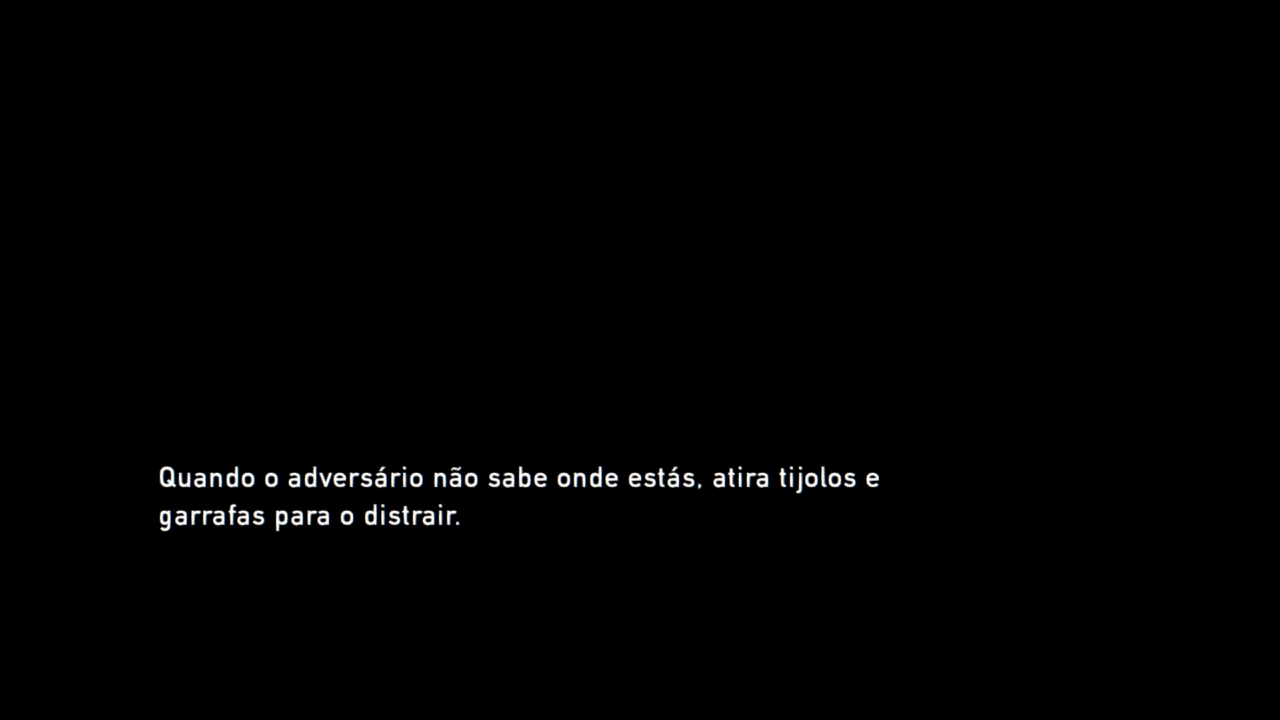 Quando o adversário não sabe onde estás, atira tijolos e
garrafas para o distrair.